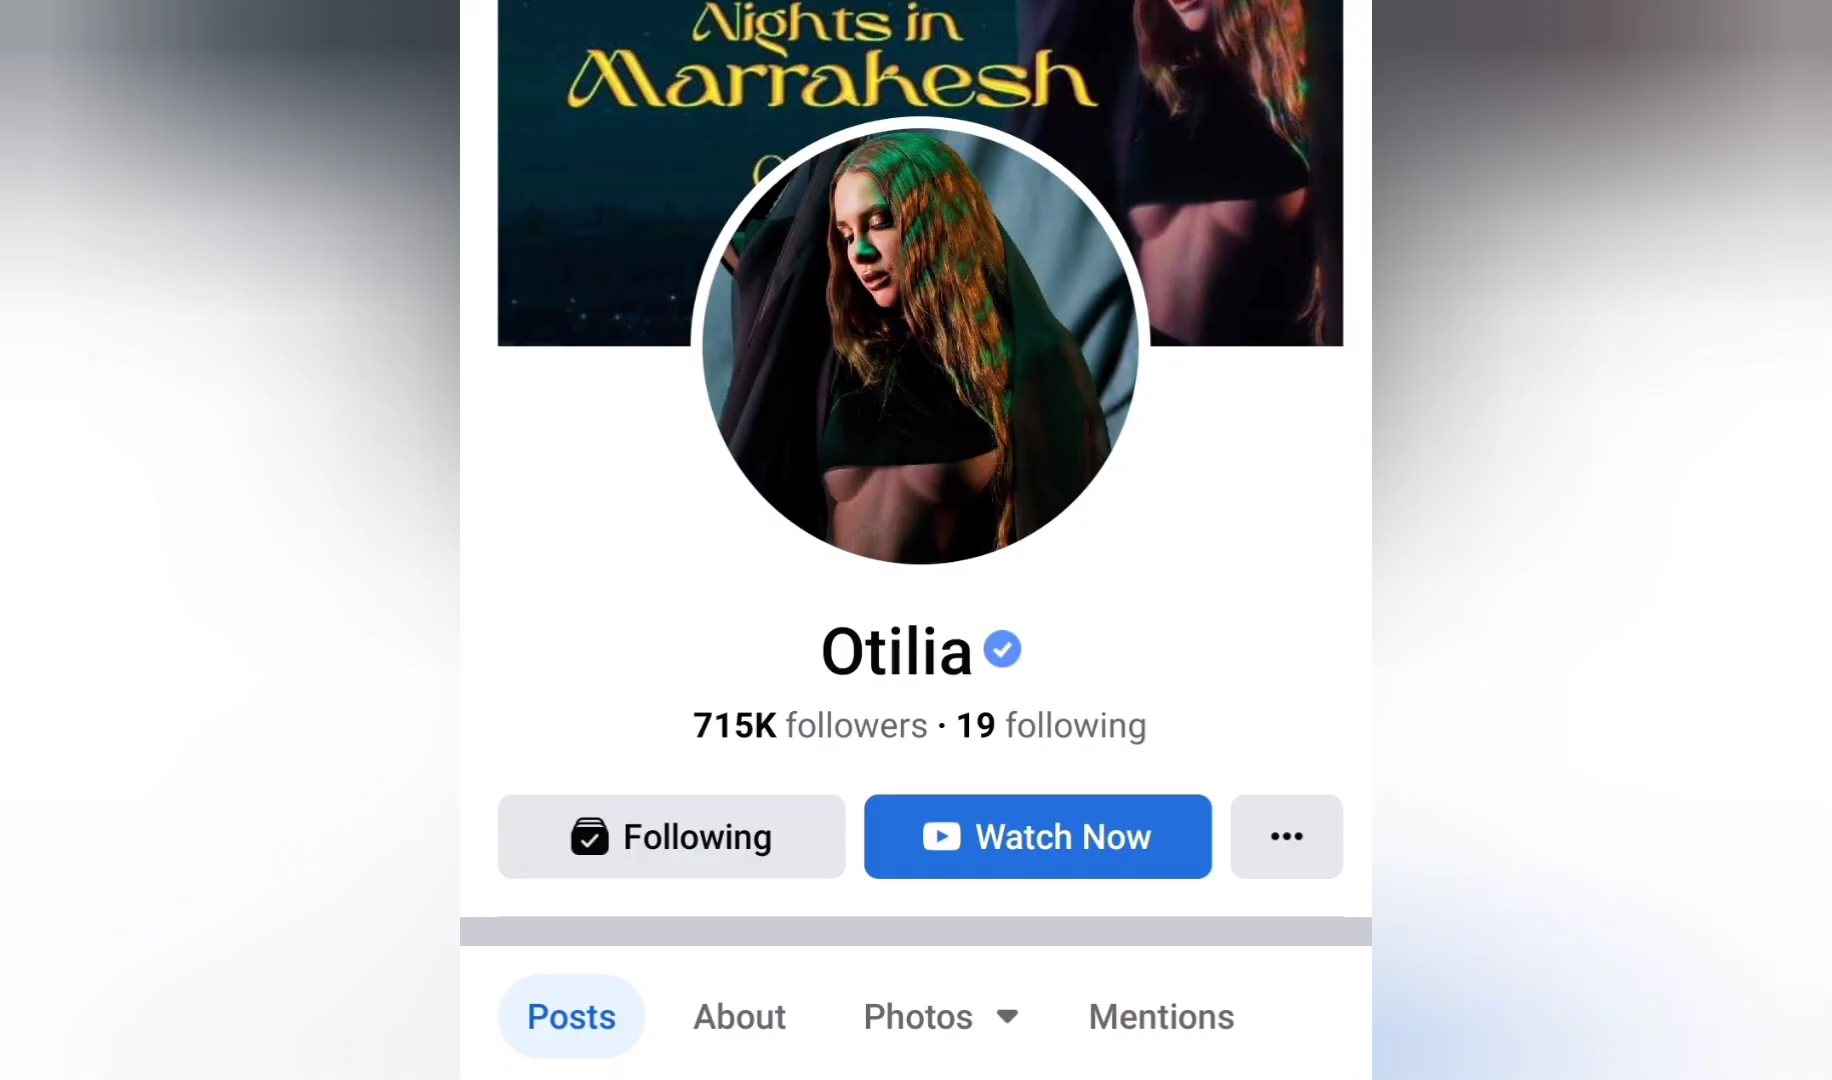 Nights in
Marrakesh
Otilia
715K followers · 19 following
Following
Watch Now
Posts
About
Photos
Mentions